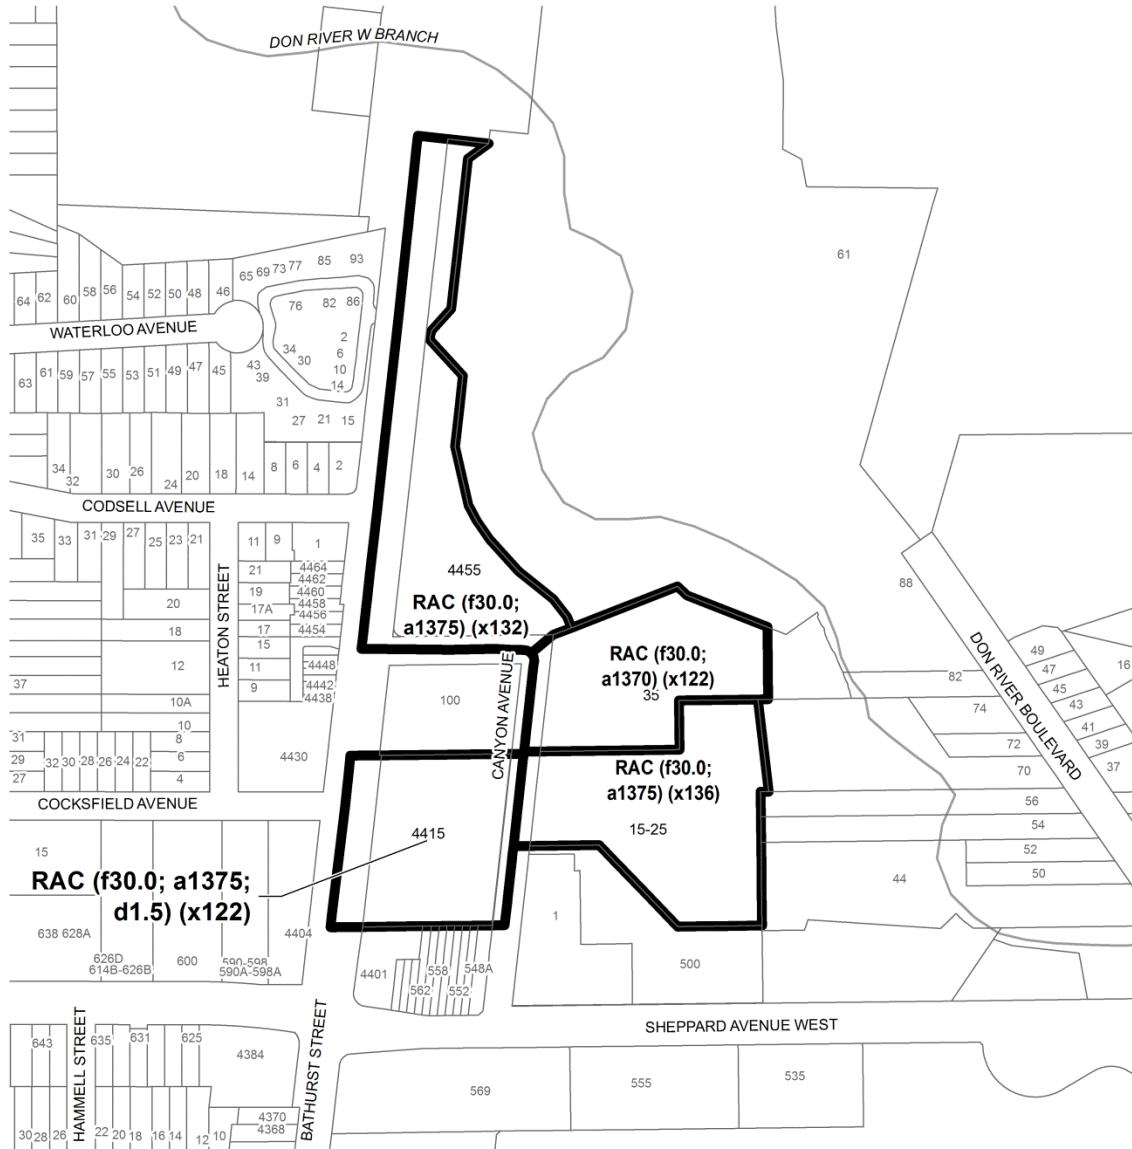 DON RIVER W BRANCH
61
65 69 73 77 85 93
64 62 60 58 56 54 52 50 48 46
76 82 86
WATERLOO AVENUE
2
6
10
14
34 30
63 61 59 57 55 53 51 49 47 45
43
39
31
27 21 15
34
32
30 26
24
20 18 14 8 6 4 2
CODSELL AVENUE
35 33 31 29 27 25 23 21
11 9 1
21
19
17A
17
15
11
9
4464
4462
4460
4458
4456
4454
4448
4442
4438
4430
20
18
12
37
10A
10
HEATON STREET
4455
RAC (f30.0;
a1375) (x132)
RAC (f30.0;
a1370) (x122)
35
100
CANYON AVENUE
88
DON RIVER BOULEVARD
49
47
45
43
41
39
37
16
82
74
72
70
56
54
52
50
44
31
29
27
32 30 28 26 24 22
8
6
4
COCKSFIELD AVENUE
RAC (f30.0;
a1375) (x136)
15-25
4415
15
RAC (f30.0; a1375;
d1.5) (x122)
638 628A
626D
614B-626B
600
590-598
590A-598A
4404
4401
562
558
552
548A
1
500
SHEPPARD AVENUE WEST
BATHURST STREET
HAMMELL STREET
643 635 631 625
4384
569 555 535
4370
4368
30 28 26 22 20 18 16 14 12 10